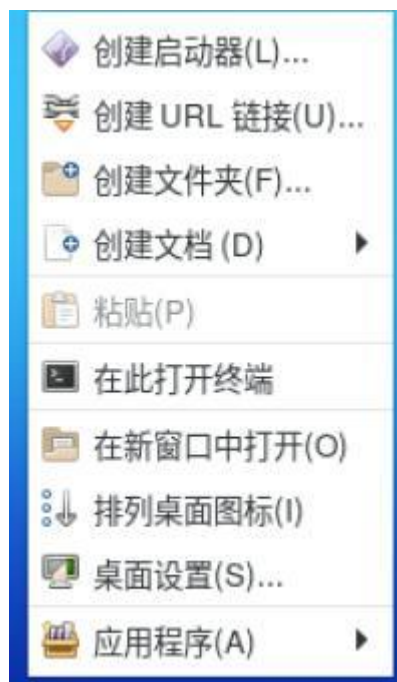 创建启动器(L)...
创建 URL 链接(U)...
创建文件夹(F)...
创建文档 (D)
粘贴(P)
在此打开终端
在新窗口中打开(O)
排列桌面图标(I)
桌面设置(S)...
应用程序(A)